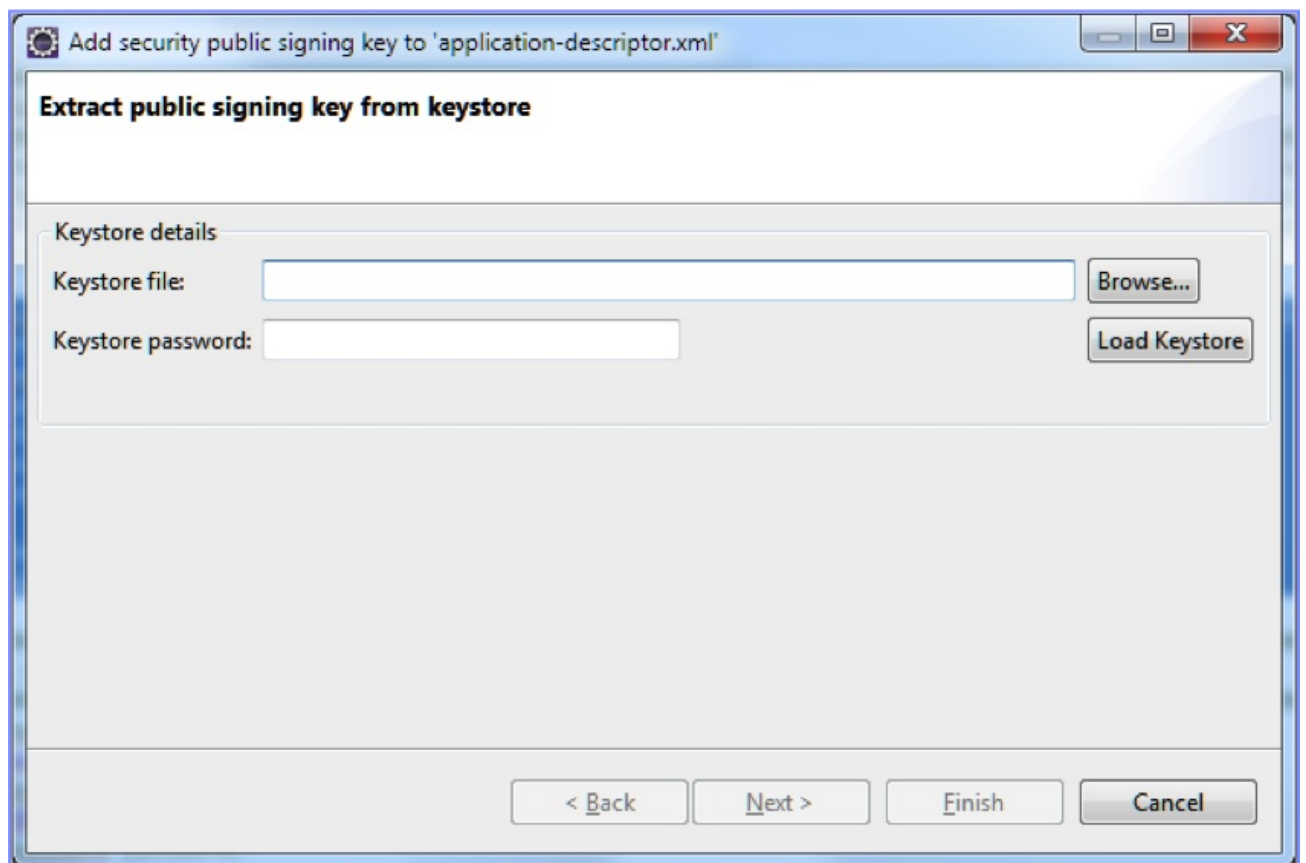 Add security public signing key to 'application-descriptor.xml'
Extract public signing key from keystore
Keystore details
Keystore file:
Browse...
Keystore password:
Load Keystore
< Back
Next >
Finish
Cancel